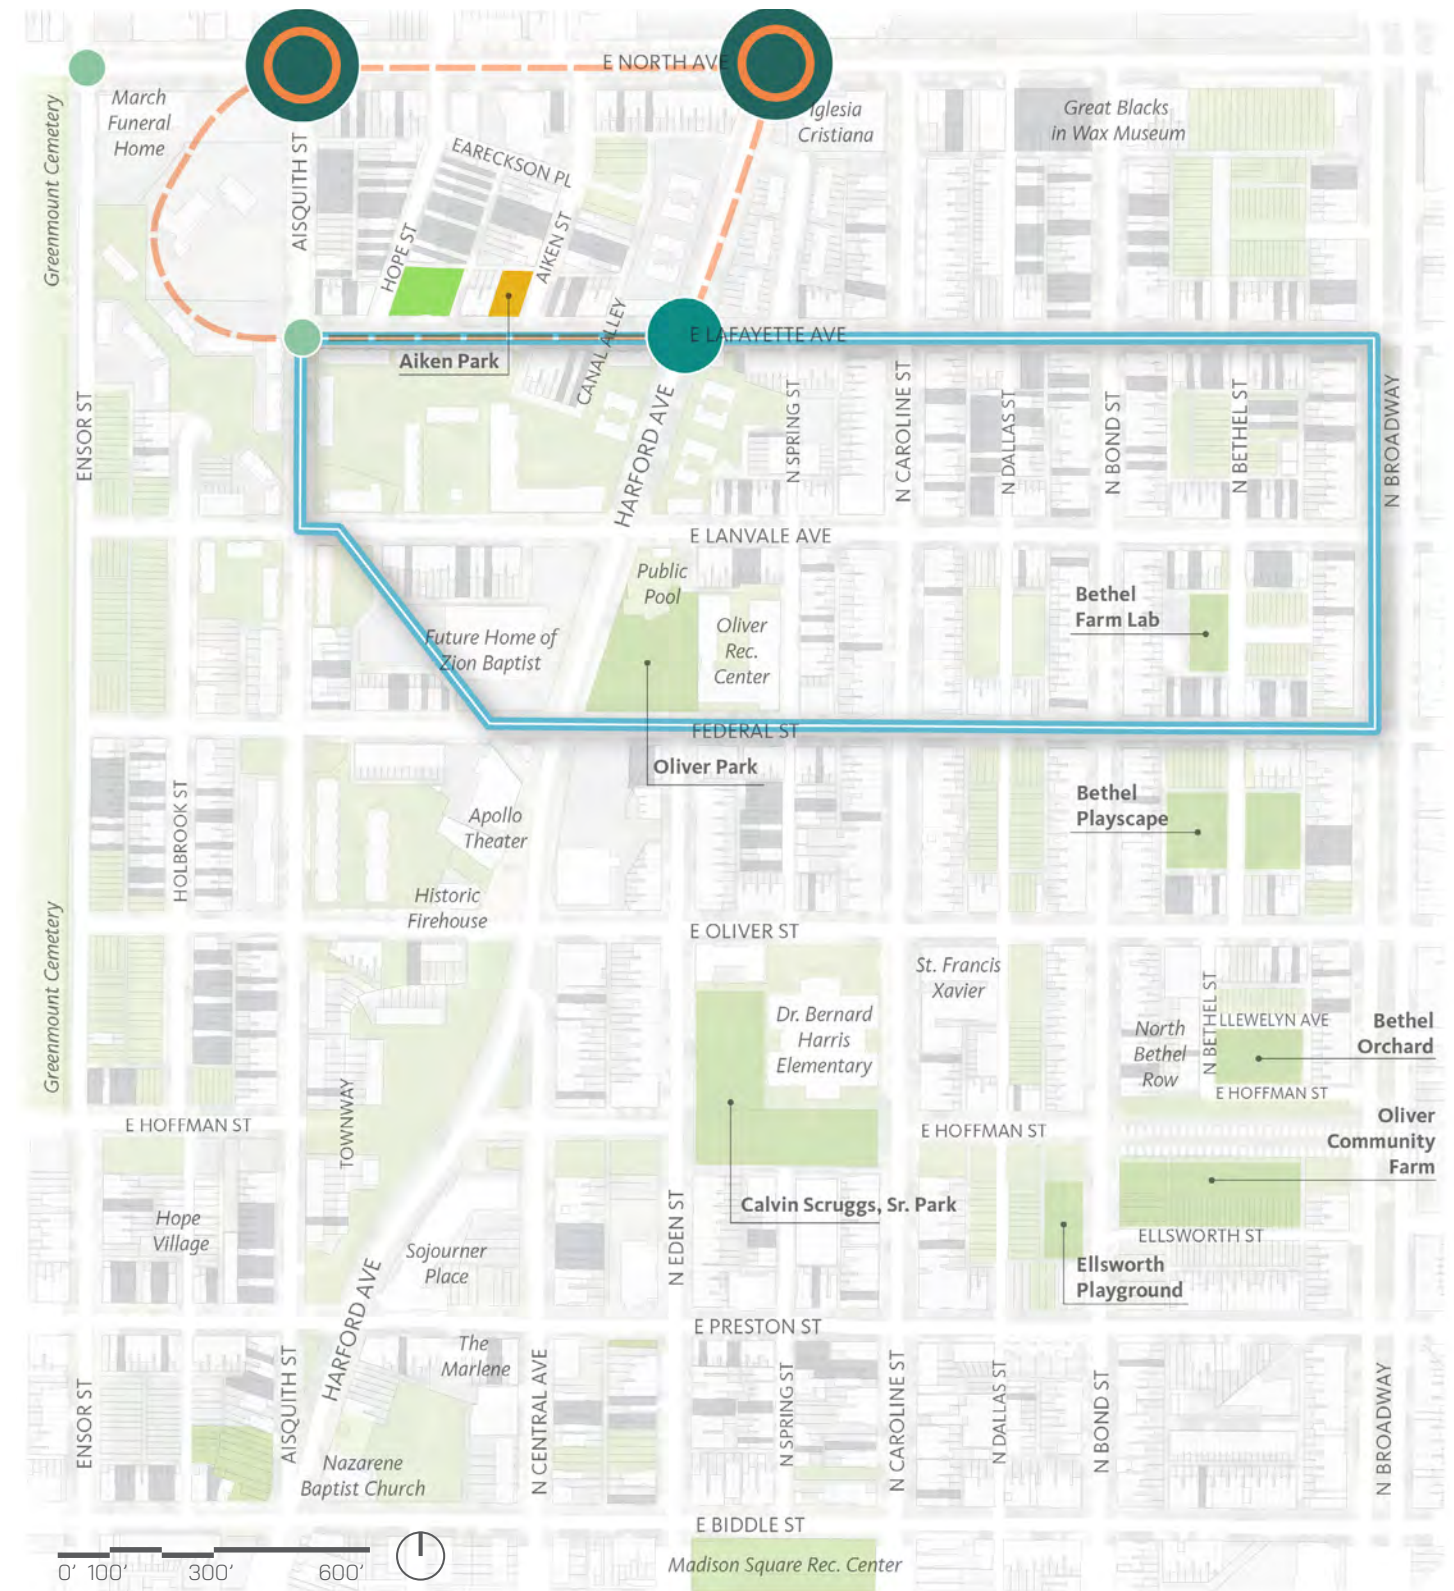 E NORTH AVE
March
Funeral
Home
Iglesia
Cristiana
Great Blacks
in Wax Museum
Greenmount Cemetery
AISQUITH ST
EARECKSON PL
HOPE ST
AIKEN ST
CANAL ALLEY
E LAFAYETTE AVE
Aiken Park
ENSOR ST
HARFORD AVE
N SPRING ST
N CAROLINE ST
N DALLAS ST
N BOND ST
N BETHEL ST
N BROADWAY
E LANVALE AVE
Public
Pool
Bethel
Farm Lab
Future Home of
Zion Baptist
Oliver
Rec.
Center
FEDERAL ST
Oliver Park
HOLBROOK ST
Apollo
Theater
Bethel
Playscape
Historic
Firehouse
Greenmount Cemetery
E OLIVER ST
St. Francis
Xavier
Dr. Bernard
Harris
Elementary
North
Bethel
Row
N BETHEL ST
LLEWELYN AVE
Bethel
Orchard
E HOFFMAN ST
E HOFFMAN ST
TOWNWAY
E HOFFMAN ST
Oliver
Community
Farm
Hope
Village
Sojourner
Place
N EDEN ST
Calvin Scruggs, Sr. Park
ELLSWORTH ST
Ellsworth
Playground
HARFORD AVE
E PRESTON ST
The
Marlene
ENSOR ST
AISQUITH ST
N CENTRAL AVE
N SPRING ST
N CAROLINE ST
N DALLAS ST
N BOND ST
N BROADWAY
Nazarene
Baptist Church
E BIDDLE ST
Madison Square Rec. Center
0' 100' 300' 600'